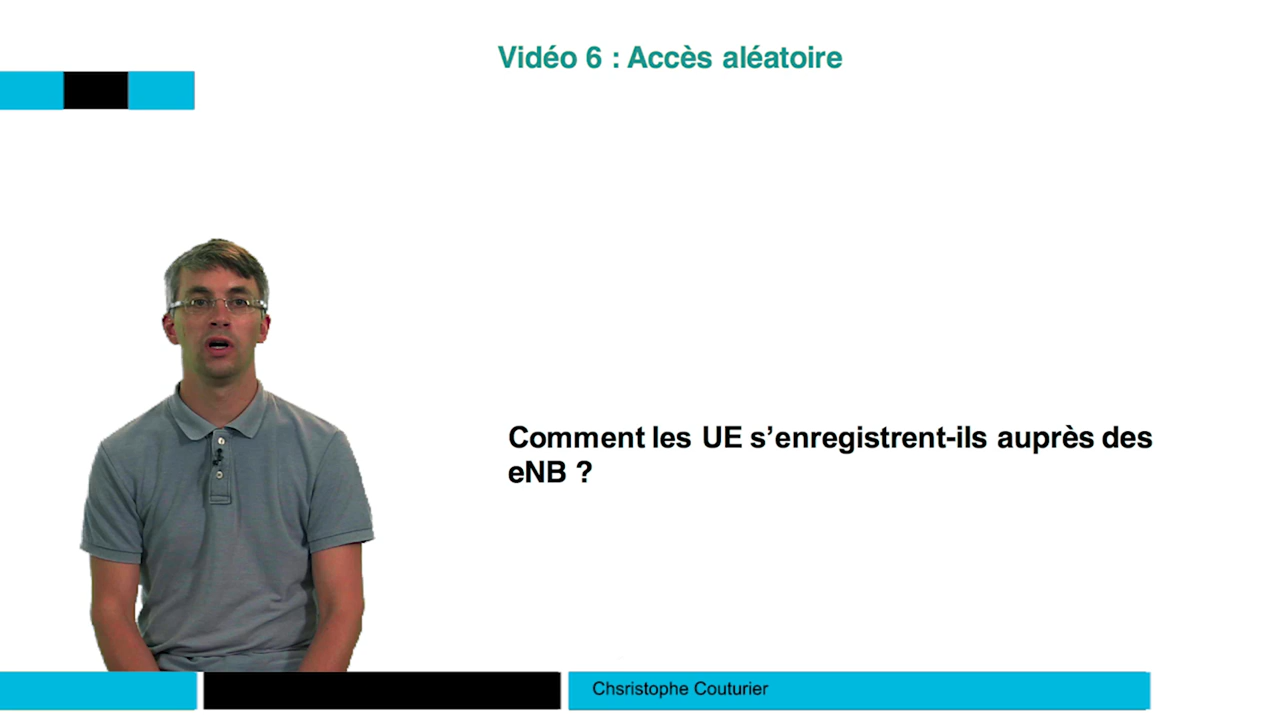 Vidéo 6 : Accès aléatoire
Comment les UE s’enregistrent-ils auprès des
eNB ?
Chsristophe Couturier